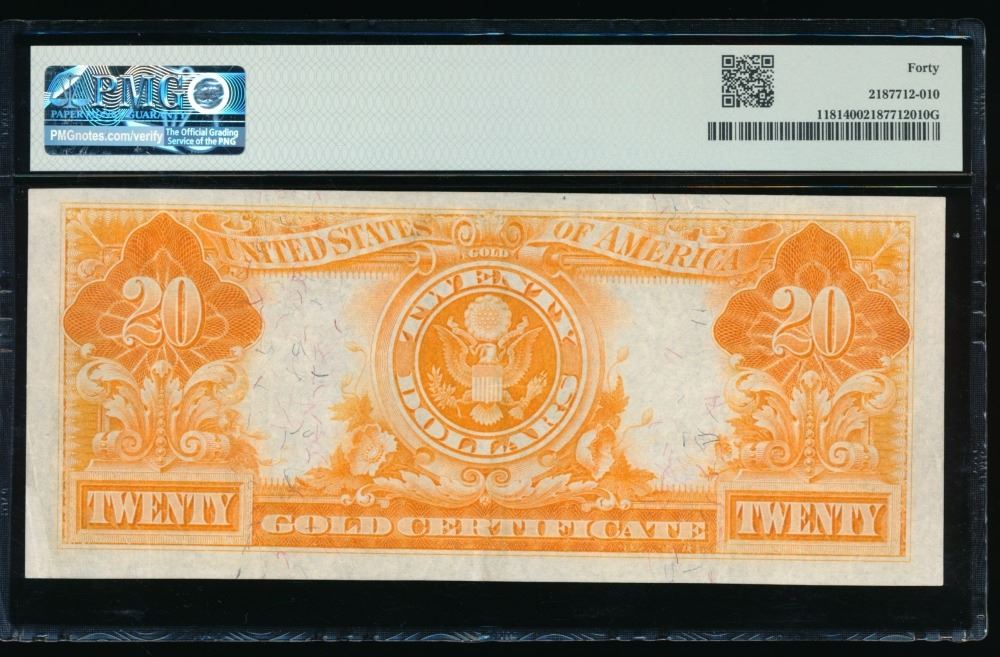 PMG
PAPER MONEY GUARANTY
PMGnotes.com/verify
The Official Grading
Service of the PNG
Forty
2187712-010
11814002187712010G
UNITED STATES OF AMERICA
GOLD
20
20
TWENTY
DOLLARS
TWENTY
GOLD CERTIFICATE
TWENTY